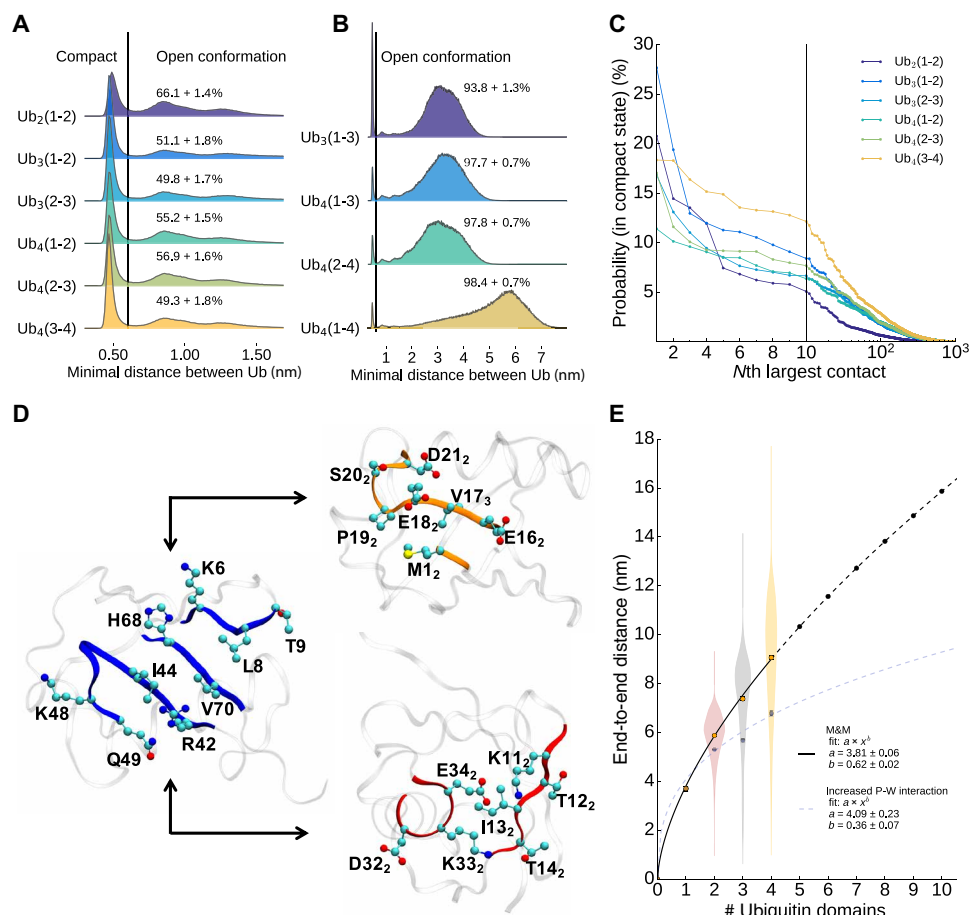 A
Compact
Open conformation
66.1 + 1.4%
Ub2(1-2)
51.1 + 1.8%
Ub3(1-2)
49.8 + 1.7%
Ub3(2-3)
55.2 + 1.5%
Ub4(1-2)
56.9 + 1.6%
Ub4(2-3)
49.3 + 1.8%
Ub4(3-4)
0.50 1.00 1.50
Minimal distance between Ub (nm)
B
Open conformation
93.8 + 1.3%
Ub3(1-3)
97.7 + 0.7%
Ub4(1-3)
97.8 + 0.7%
Ub4(2-4)
98.4 + 0.7%
Ub4(1-4)
1 2 3 4 5 6 7
Minimal distance between Ub (nm)
C
Probability (in compact state) (%)
30
25
20
15
10
5
2 4 6 10 10² 10³
Nth largest contact
Ub2(1-2)
Ub3(1-2)
Ub3(2-3)
Ub4(1-2)
Ub4(2-3)
Ub4(3-4)
D
K6
H68
T9
L8
I44
K48
V70
R42
Q49
D21₂
S20₂
V17₃
E18₂
P19₂
E16₂
M1₂
K11₂
E34₂
T12₂
I13₂
D32₂
K33₂
T14₂
E
End-to-end distance (nm)
18
16
14
12
10
8
6
4
2
0
0 1 2 3 4 5 6 7 8 9 10
# Ubiquitin domains
M&M
fit: a × xᵇ
a = 3.81 ± 0.06
b = 0.62 ± 0.02
Increased P-W interaction
fit: a × xᵇ
a = 4.09 ± 0.23
b = 0.36 ± 0.07